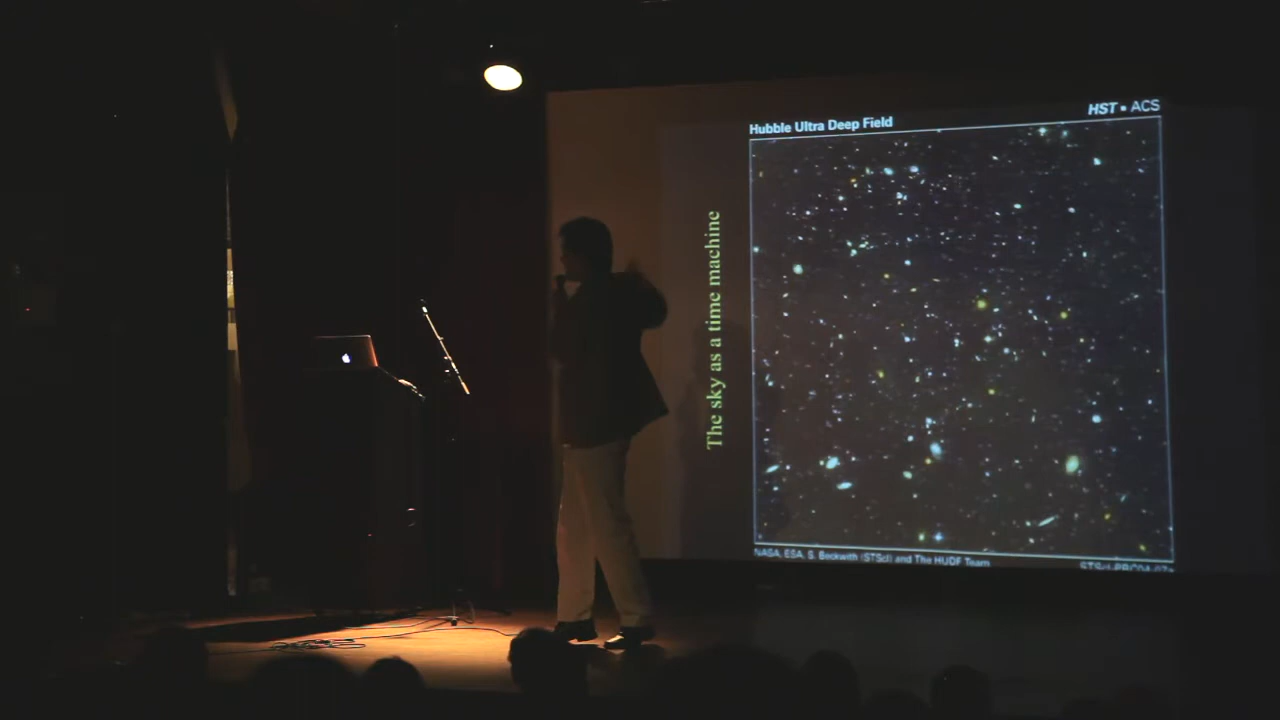 Hubble Ultra Deep Field
HST ▪ ACS
The sky as a time machine
NASA, ESA, S. Beckwith (STScI) and The HUDF Team